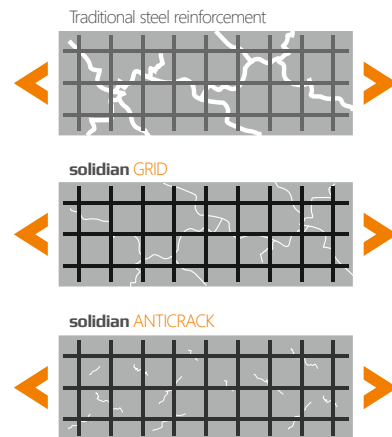 Traditional steel reinforcement
solidian GRID
solidian ANTICRACK